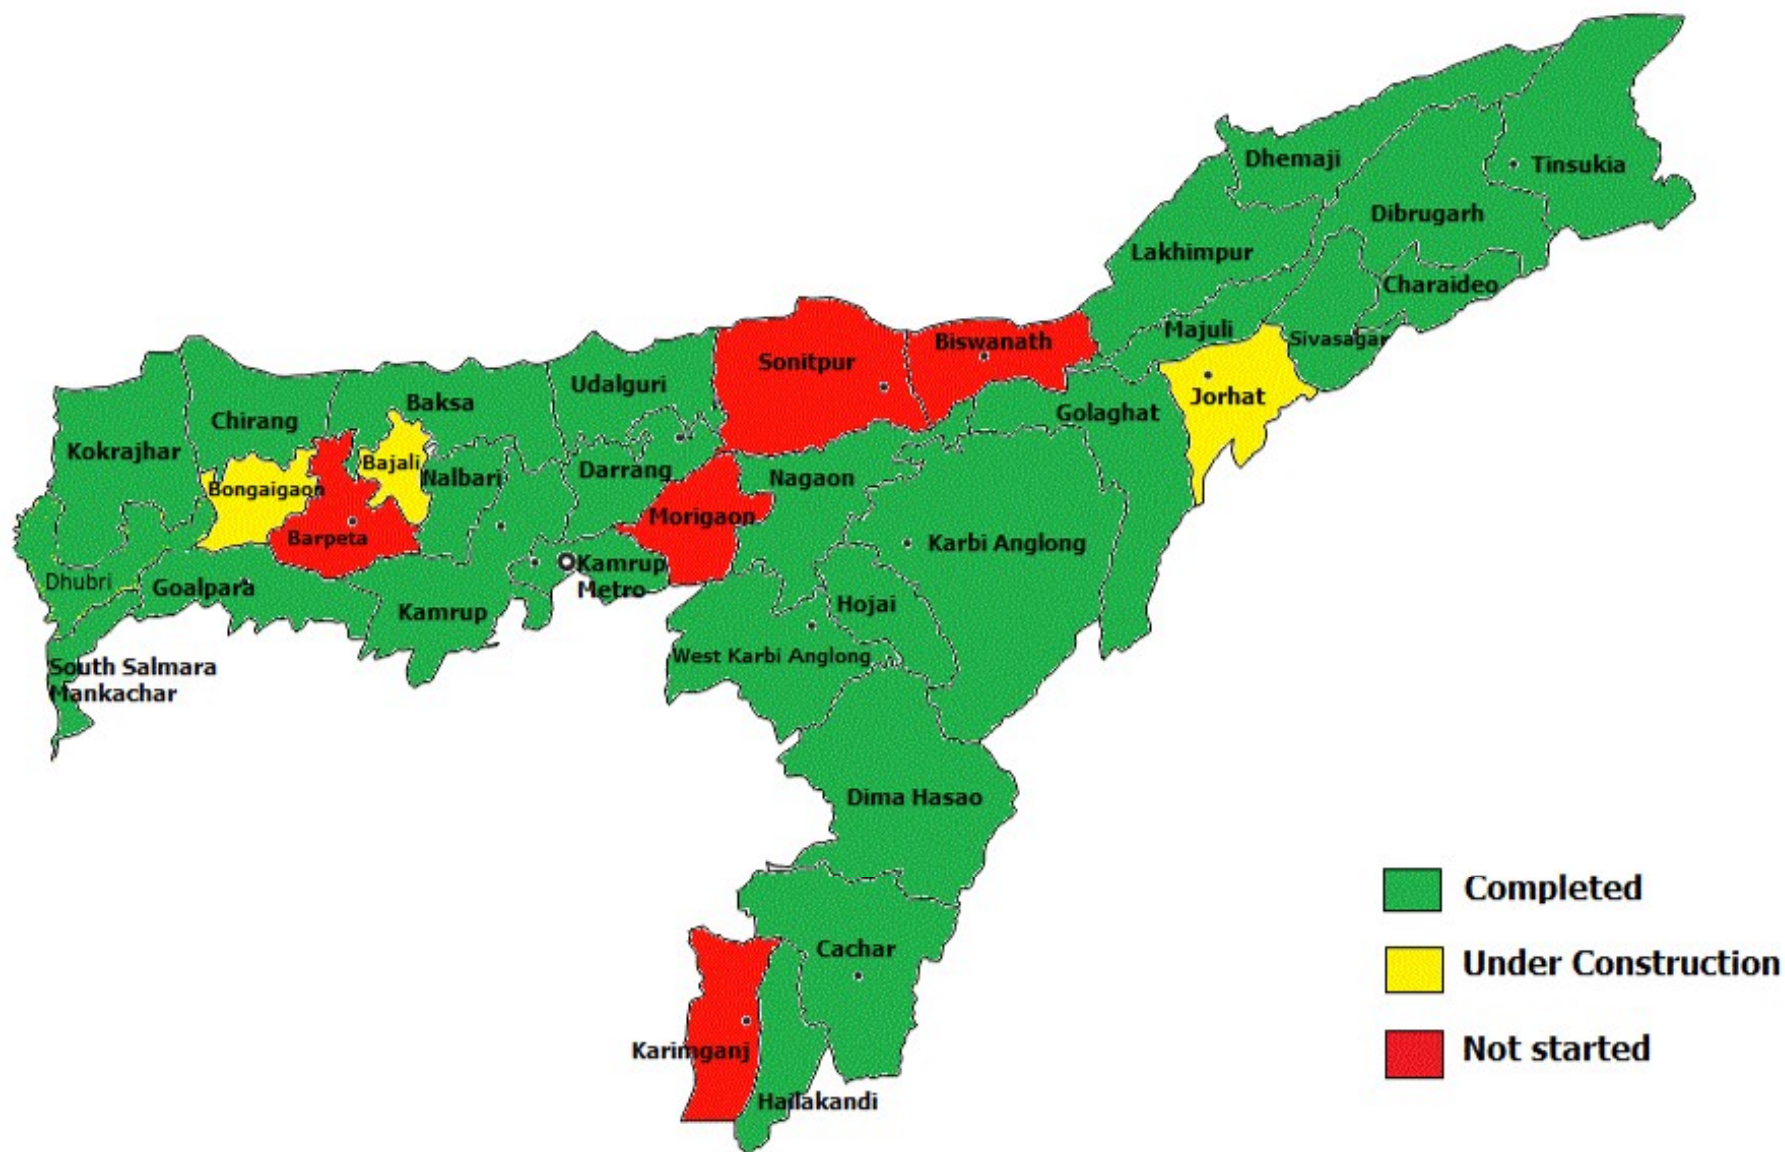 Dhemaji
Tinsukia
Dibrugarh
Lakhimpur
Charaideo
Majuli
Sivasagar
Biswanath
Sonitpur
Udalguri
Jorhat
Baksa
Golaghat
Chirang
Kokrajhar
Bajali
Darrang
Nalbari
Nagaon
Bongaigaon
Morigaon
Barpeta
Karbi Anglong
Kamrup
Metro
Dhubri
Goalpara
Hojai
Kamrup
West Karbi Anglong
South Salmara
Mankachar
Dima Hasao
Completed
Cachar
Under Construction
Karimganj
Not started
Hailakandi